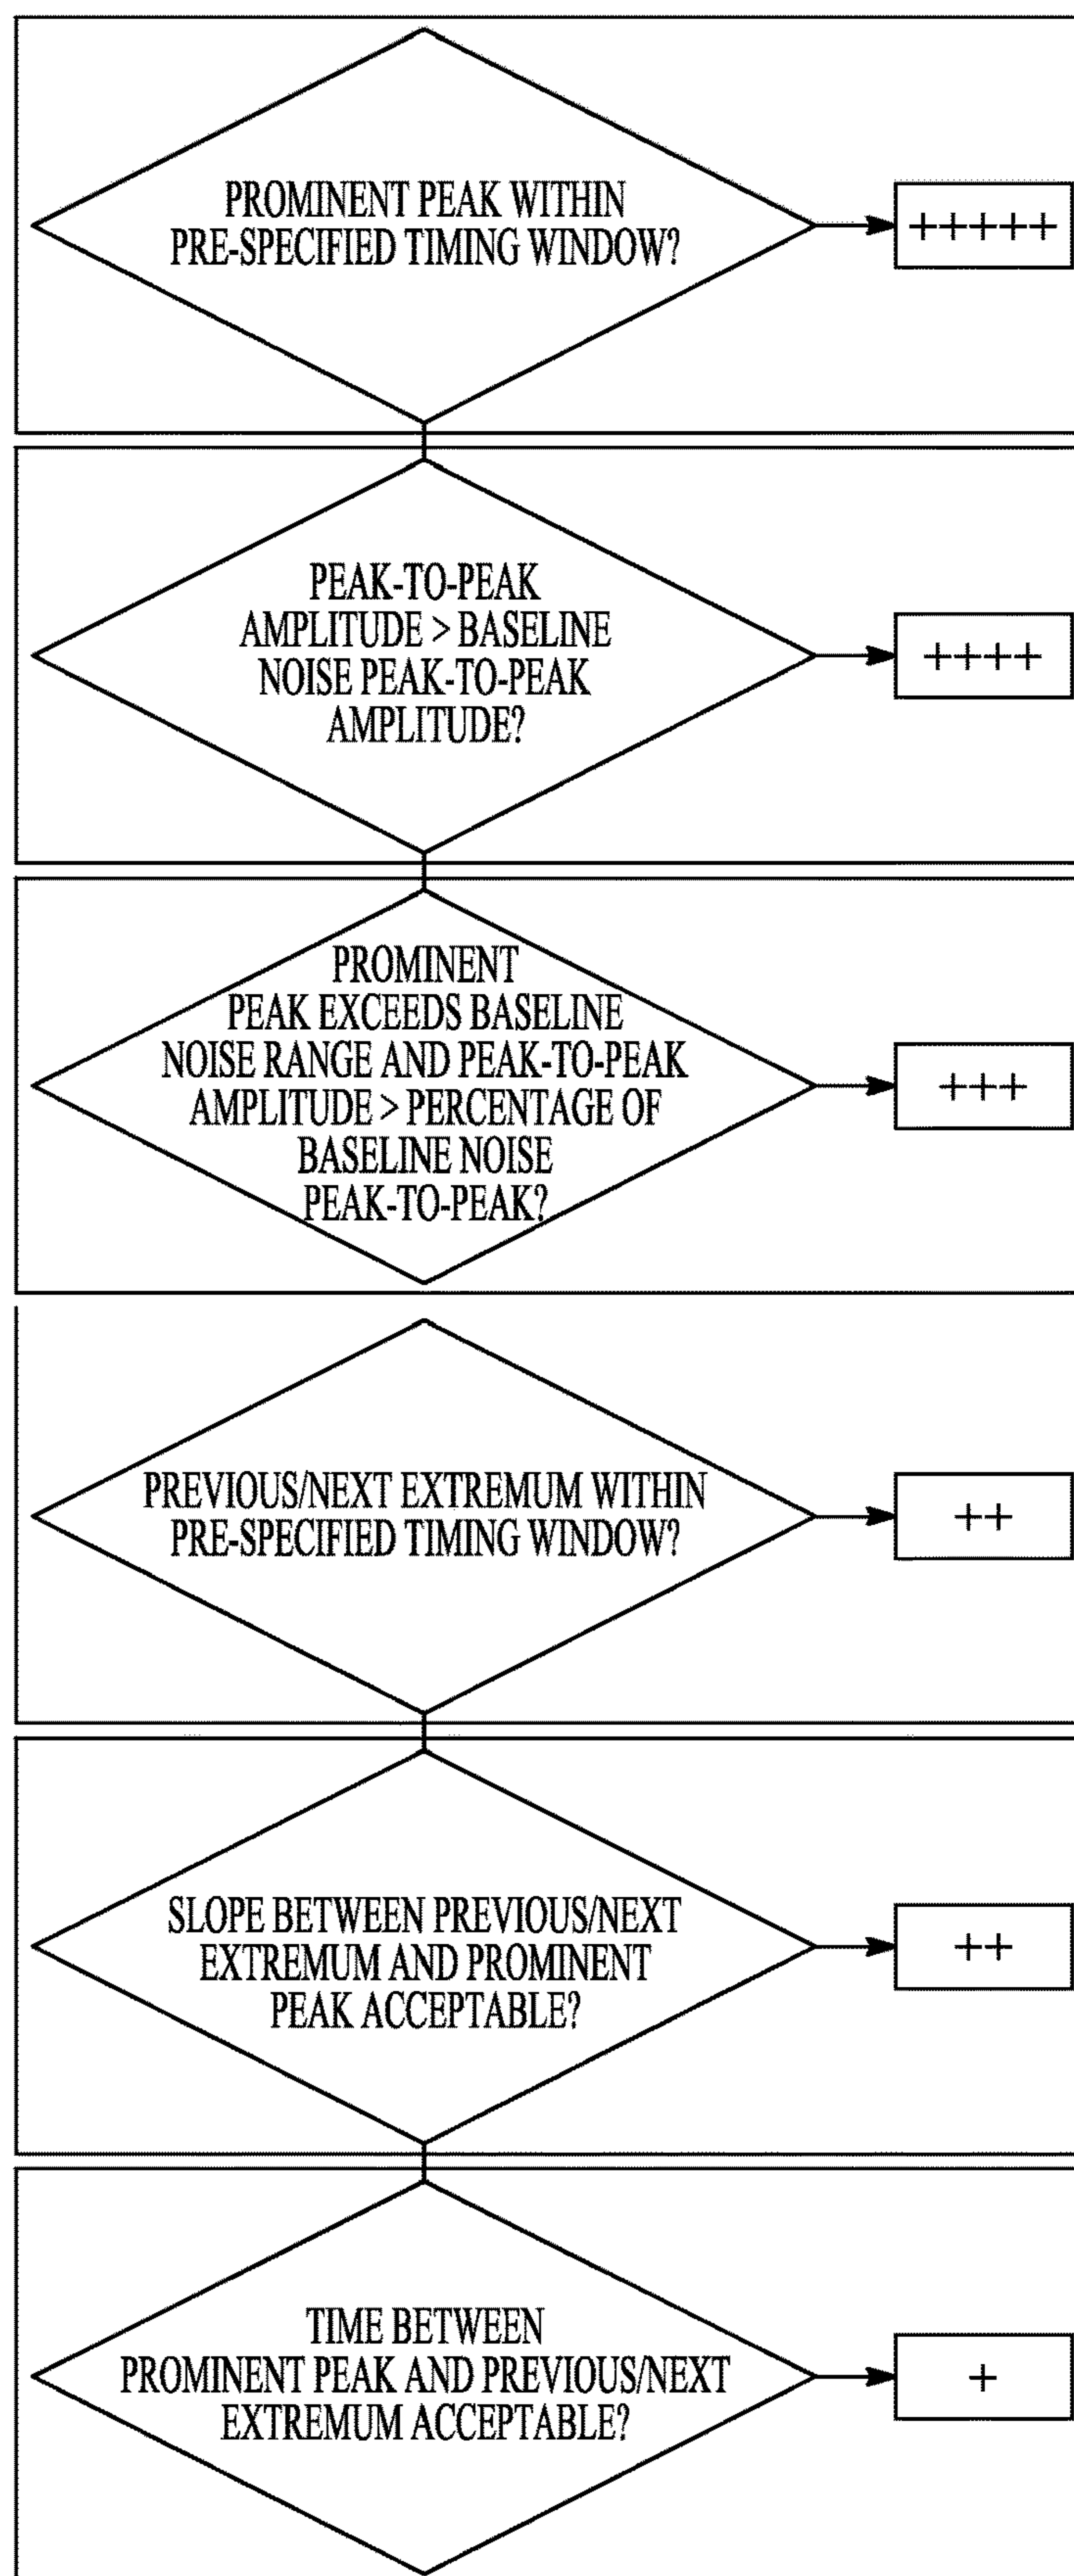 PROMINENT PEAK WITHIN
PRE-SPECIFIED TIMING WINDOW?
+++++
PEAK-TO-PEAK
AMPLITUDE > BASELINE
NOISE PEAK-TO-PEAK
AMPLITUDE?
++++
PROMINENT
PEAK EXCEEDS BASELINE
NOISE RANGE AND PEAK-TO-PEAK
AMPLITUDE > PERCENTAGE OF
BASELINE NOISE
PEAK-TO-PEAK?
+++
PREVIOUS/NEXT EXTREMUM WITHIN
PRE-SPECIFIED TIMING WINDOW?
++
SLOPE BETWEEN PREVIOUS/NEXT
EXTREMUM AND PROMINENT
PEAK ACCEPTABLE?
++
TIME BETWEEN
PROMINENT PEAK AND PREVIOUS/NEXT
EXTREMUM ACCEPTABLE?
+